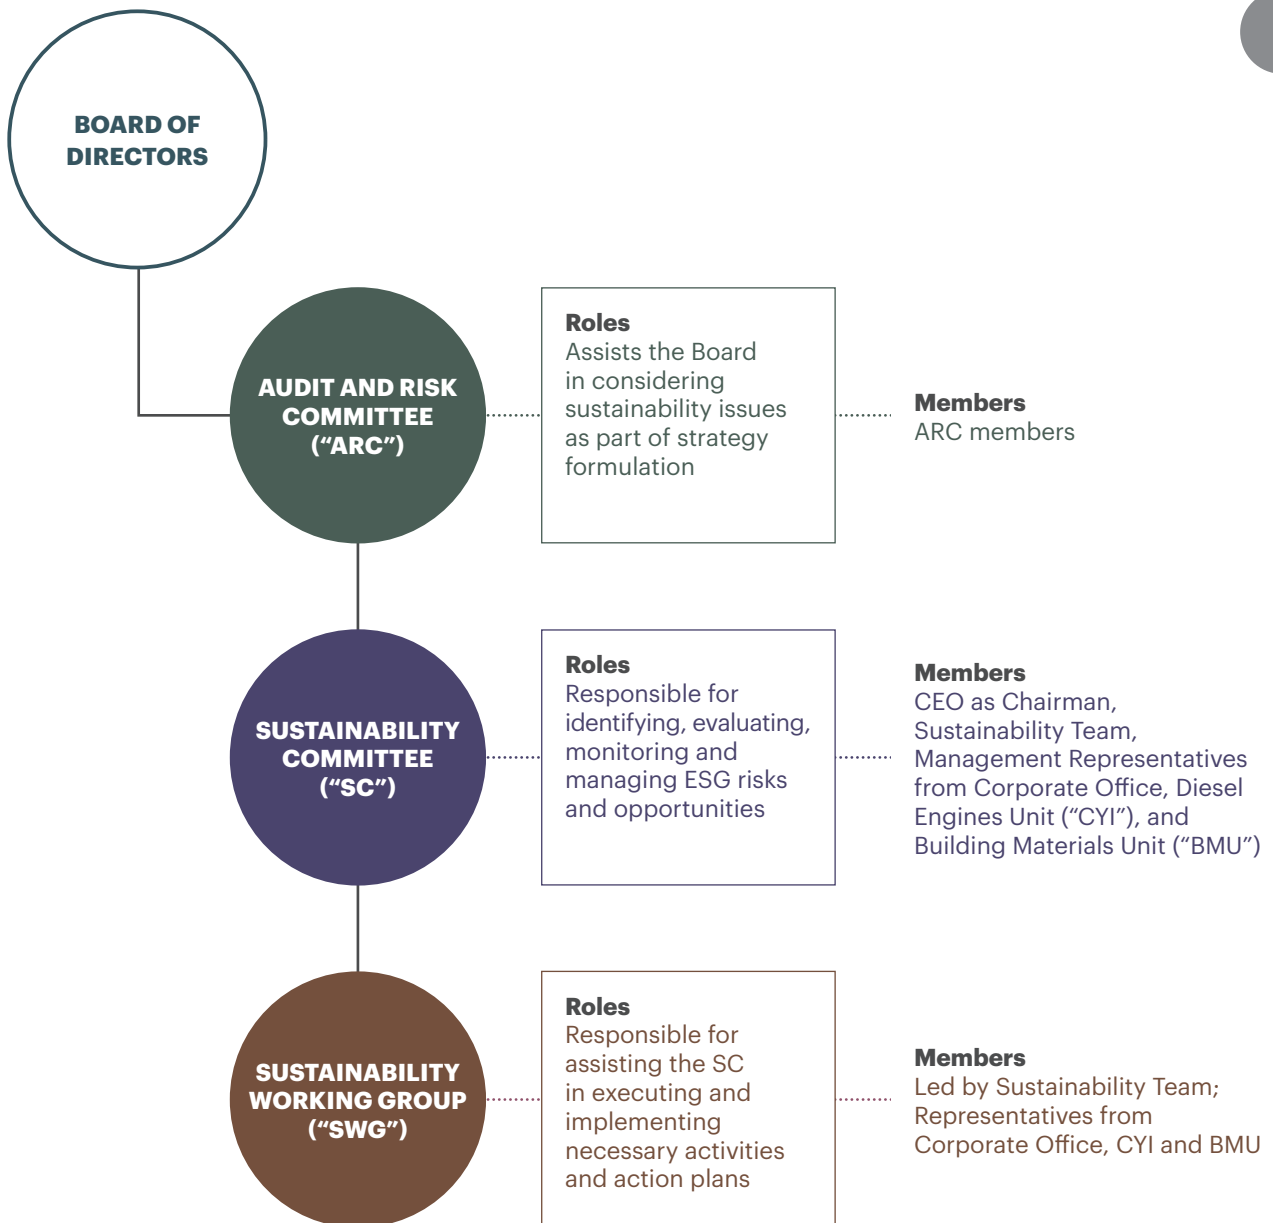 BOARD OF
DIRECTORS
AUDIT AND RISK
COMMITTEE
(“ARC”)
Roles
Assists the Board
in considering
sustainability issues
as part of strategy
formulation
Members
ARC members
SUSTAINABILITY
COMMITTEE
(“SC”)
Roles
Responsible for
identifying, evaluating,
monitoring and
managing ESG risks
and opportunities
Members
CEO as Chairman,
Sustainability Team,
Management Representatives
from Corporate Office, Diesel
Engines Unit (“CYI”), and
Building Materials Unit (“BMU”)
SUSTAINABILITY
WORKING GROUP
(“SWG”)
Roles
Responsible for
assisting the SC
in executing and
implementing
necessary activities
and action plans
Members
Led by Sustainability Team;
Representatives from
Corporate Office, CYI and BMU